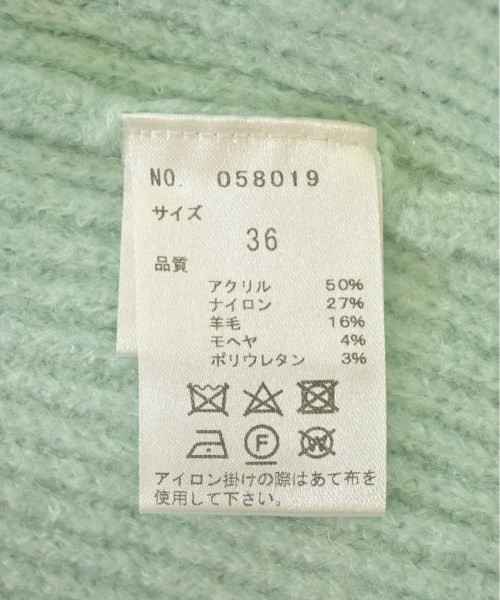 NO. 058019
サイズ
36
品質
アクリル 50%
ナイロン 27%
羊毛 16%
モヘヤ 4%
ポリウレタン 3%
F W
アイロン掛けの際はあて布を
使用して下さい。